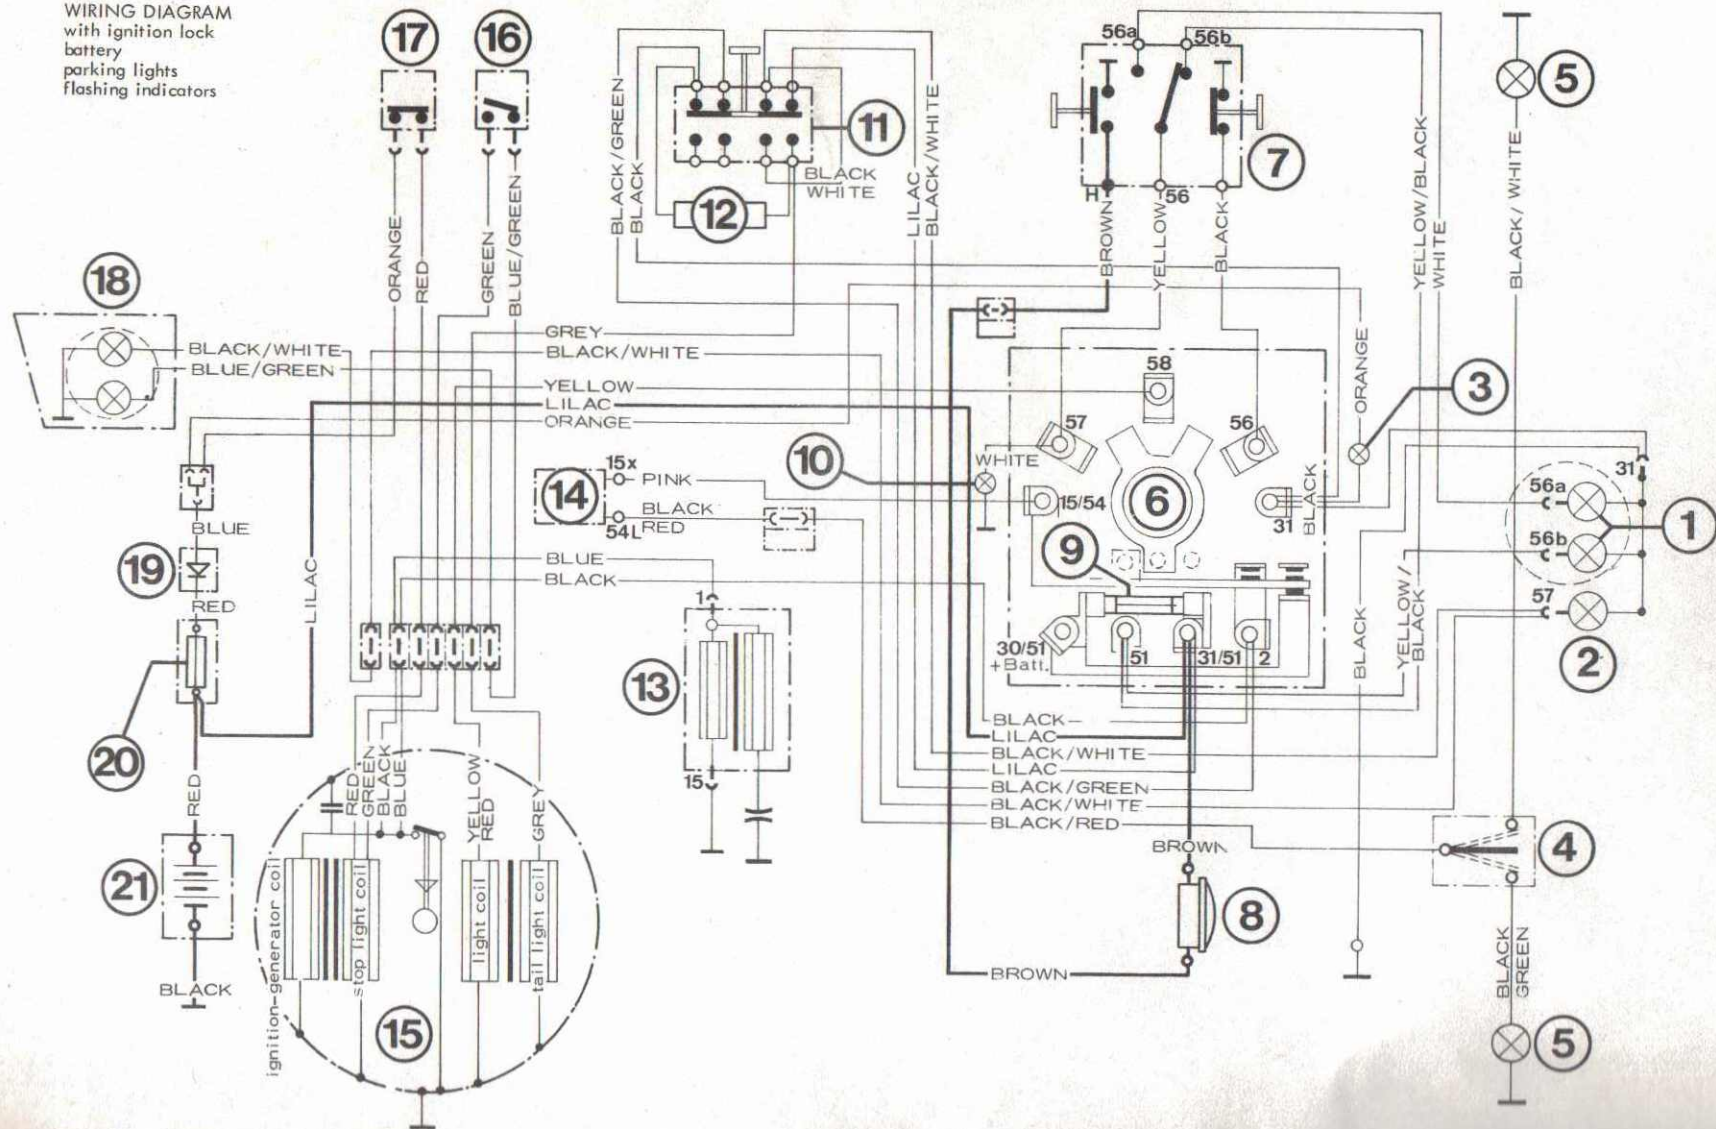 WIRING DIAGRAM
with ignition lock
battery
parking lights
flashing indicators
17
16
11
12
5
7
56a
56b
H
56
18
BLACK/GREEN
BLACK
BLACK
WHITE
LILAC
BLACK/WHITE
BROWN
YELLOW
BLACK
YELLOW/BLACK
WHITE
BLACK/WHITE
ORANGE
RED
GREEN
BLUE/GREEN
BLACK/WHITE
BLUE/GREEN
GREY
BLACK/WHITE
YELLOW
LILAC
ORANGE
ORANGE
3
58
57
56
10
WHITE
14
15x
PINK
BLACK
RED
54L
15/54
6
31
BLACK
9
31
56a
1
56b
57
2
BLUE
BLACK
BLUE
19
RED
LILAC
20
RED
13
1
15
30/51
+Batt.
51
31/51
2
BLACK
YELLOW/
BLACK
BLACK
LILAC
BLACK/WHITE
LILAC
BLACK/GREEN
BLACK/WHITE
BLACK/RED
RED
GREEN
BLACK
BLUE
YELLOW
RED
GREY
21
BLACK
ignition-generator coil
stop light coil
light coil
tail light coil
15
BROWN
8
BROWN
4
BLACK
GREEN
5